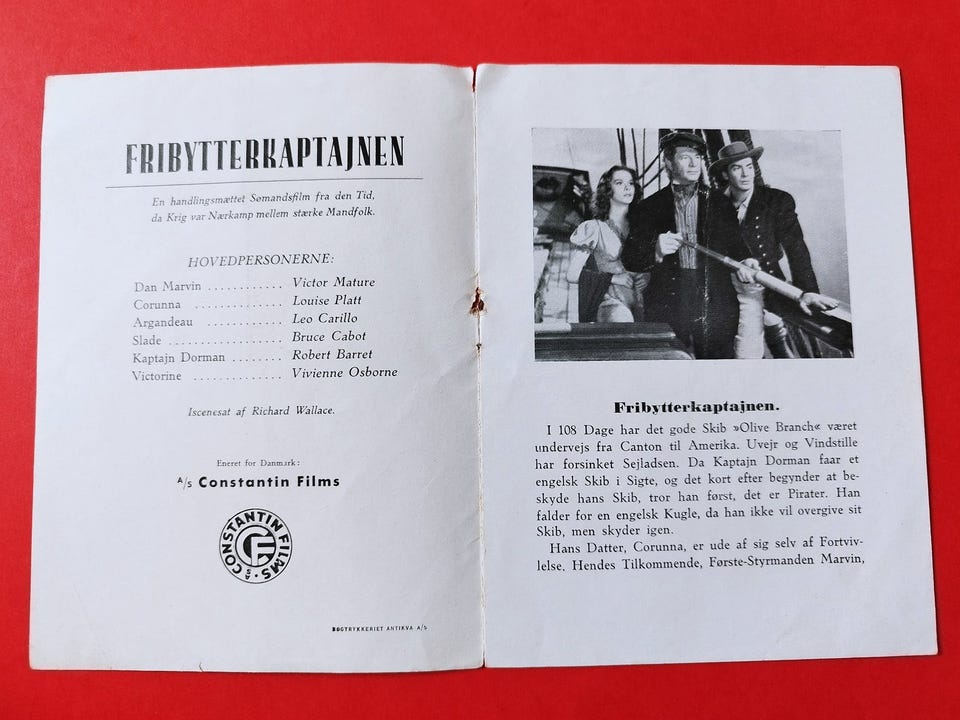 FRIBYTTERKAPTAJNEN
En handlingsmættet Sømandsfilm fra den Tid,
da Krig var Nærkamp mellem stærke Mandfolk.
HOVEDPERSONERNE:
Dan Marvin ............ Victor Mature
Corunna .............. Louise Platt
Argandeau ............ Leo Carillo
Slade .................. Bruce Cabot
Kaptajn Dorman ........ Robert Barret
Victorine .............. Vivienne Osborne
Iscenesat af Richard Wallace.
Eneret for Danmark:
A/S Constantin Films
CONSTANTIN FILMS A/S
CF
BOGTRYKKERIET ANTIKVA A/S
Fribytterkaptajnen.
I 108 Dage har det gode Skib »Olive Branch« været
undervejs fra Canton til Amerika. Uvejr og Vindstille
har forsinket Sejladsen. Da Kaptajn Dorman faar et
engelsk Skib i Sigte, og det kort efter begynder at be-
skyde hans Skib, tror han først, det er Pirater. Han
falder for en engelsk Kugle, da han ikke vil overgive sit
Skib, men skyder igen.
Hans Datter, Corunna, er ude af sig selv af Fortviv-
lelse. Hendes Tilkommende, Første-Styrmanden Marvin,